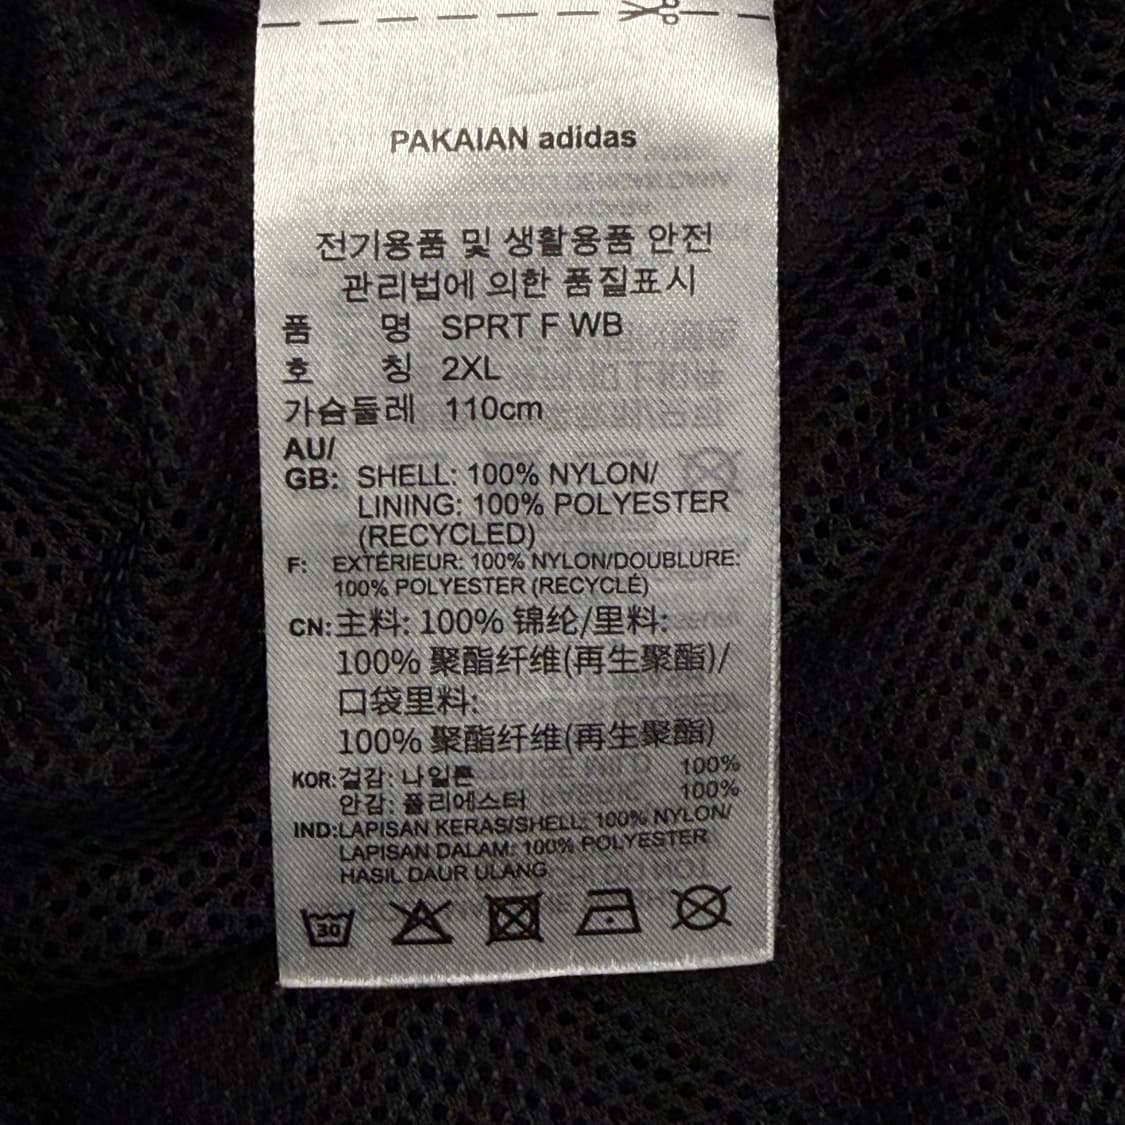 PAKAIAN adidas
전기용품 및 생활용품 안전
관리법에 의한 품질표시
품 명 SPRT F WB
호 칭 2XL
가슴둘레 110cm
AU/
GB: SHELL: 100% NYLON/
LINING: 100% POLYESTER
(RECYCLED)
F: EXTÉRIEUR: 100% NYLON/DOUBLURE:
100% POLYESTER (RECYCLÉ)
CN: 主料: 100% 锦纶/里料:
100% 聚酯纤维(再生聚酯)/
口袋里料:
100% 聚酯纤维(再生聚酯)
KOR: 겉감: 나일론 100%
안감: 폴리에스터 100%
IND: LAPISAN KERAS/SHELL: 100% NYLON/
LAPISAN DALAM: 100% POLYESTER
HASIL DAUR ULANG
30